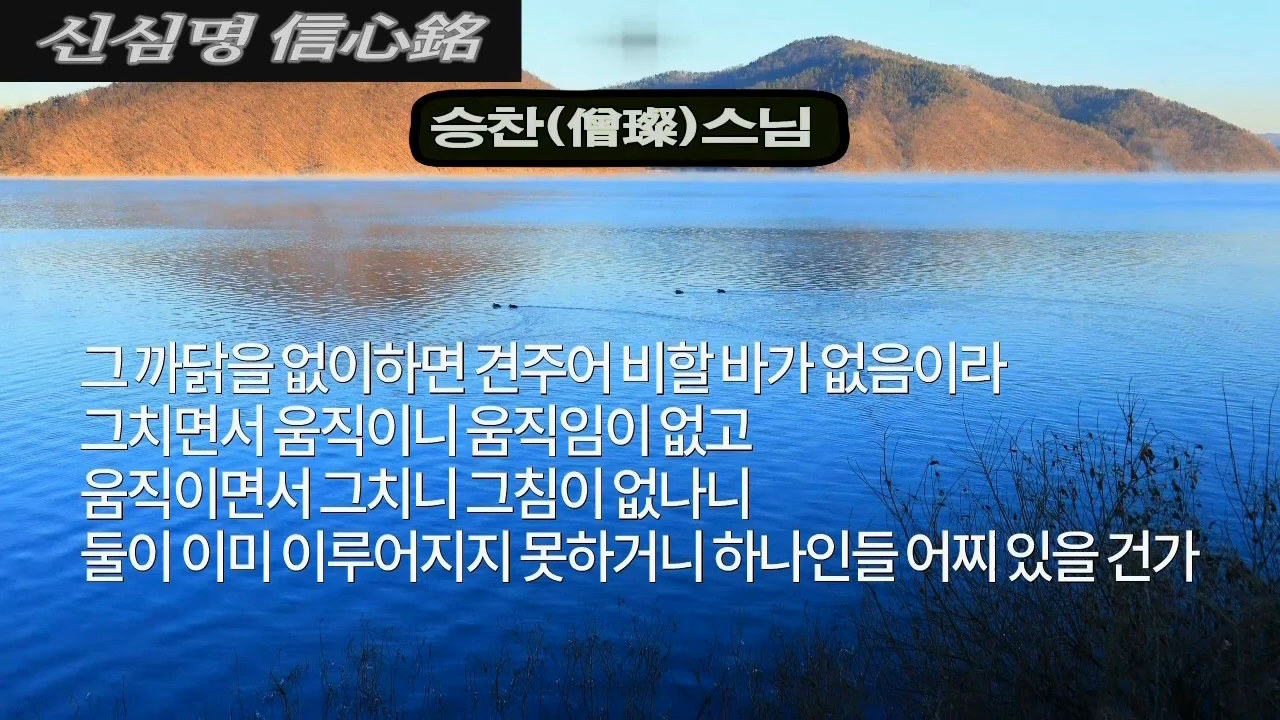 신심명 信心銘
승찬(僧璨)스님
그 까닭을 없이하면 견주어 비할 바가 없음이라
그치면서 움직이니 움직임이 없고
움직이면서 그치니 그침이 없나니
둘이 이미 이루어지지 못하거니 하나인들 어찌 있을 건가